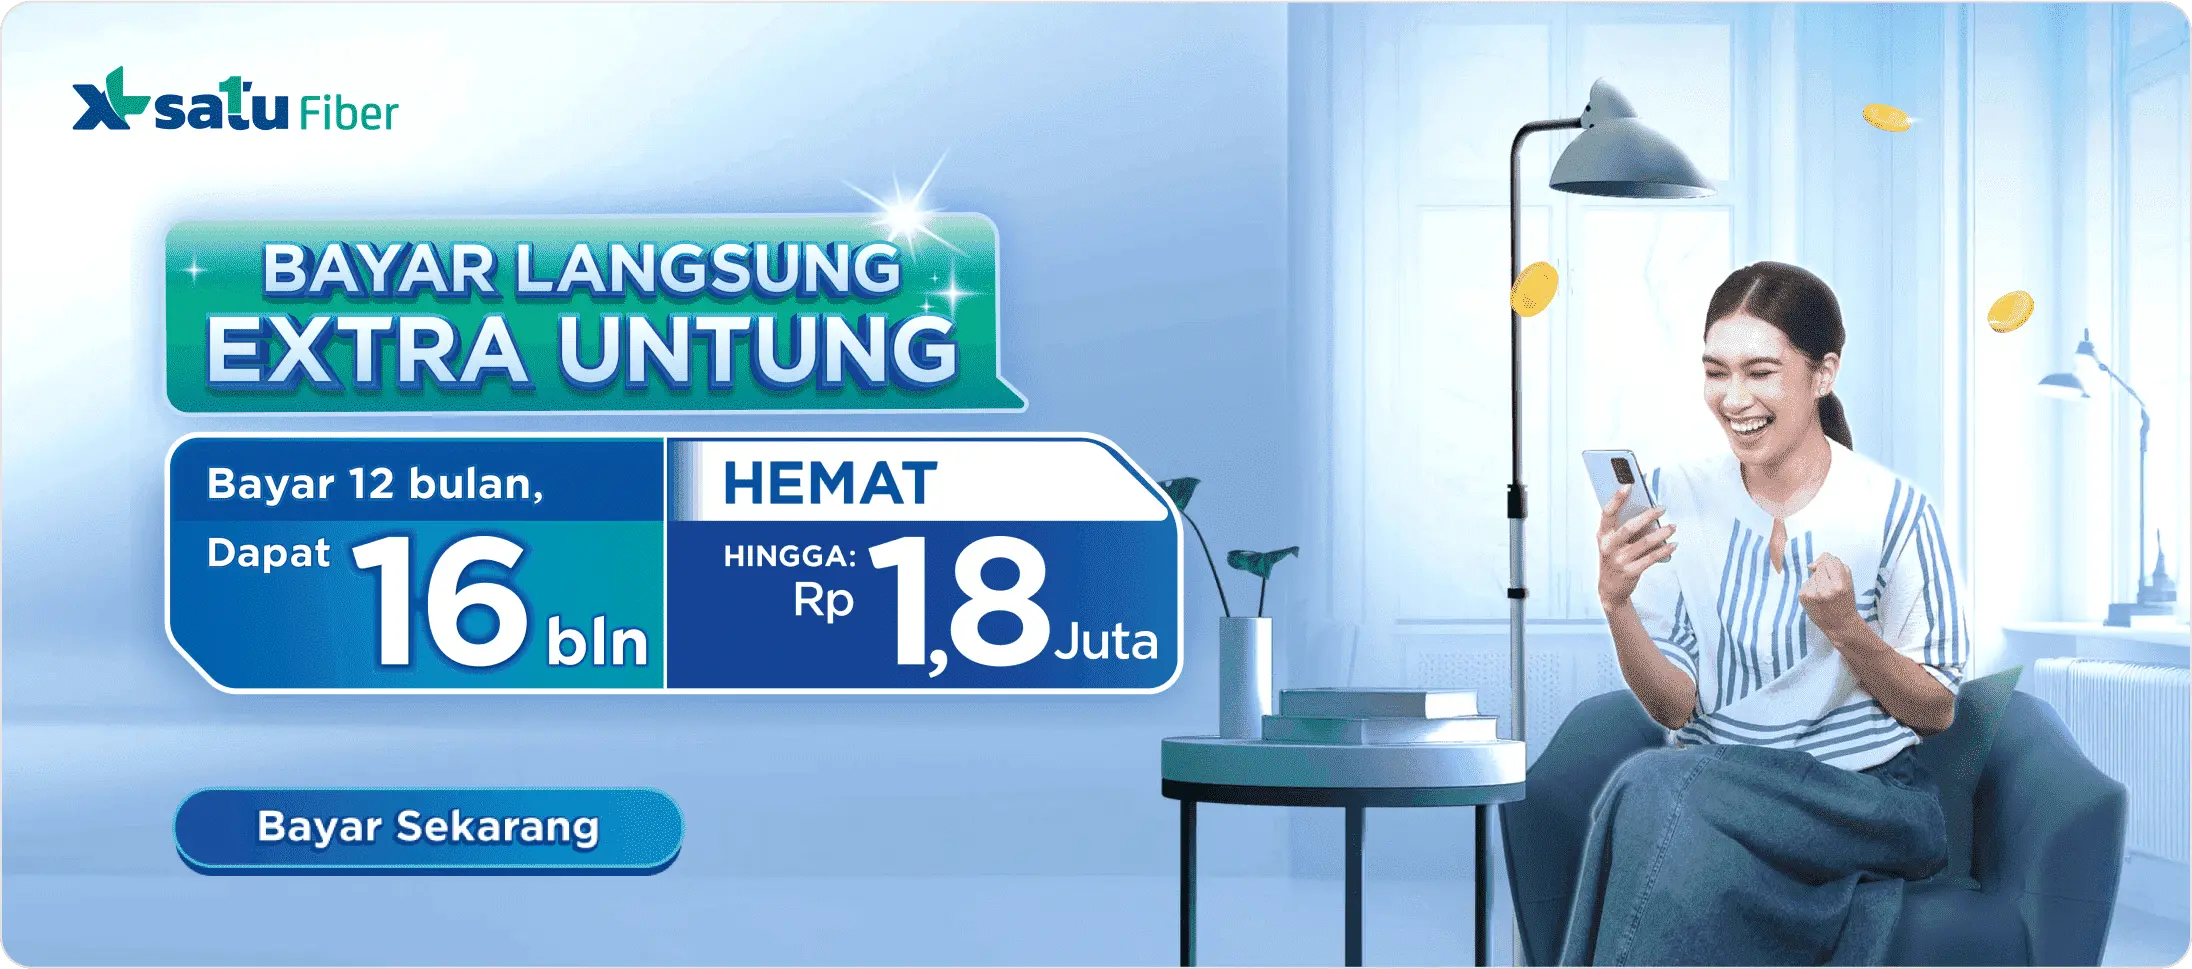 XL satu Fiber
BAYAR LANGSUNG
EXTRA UNTUNG
Bayar 12 bulan,
Dapat 16 bln
HEMAT
HINGGA:
Rp 1,8 Juta
Bayar Sekarang